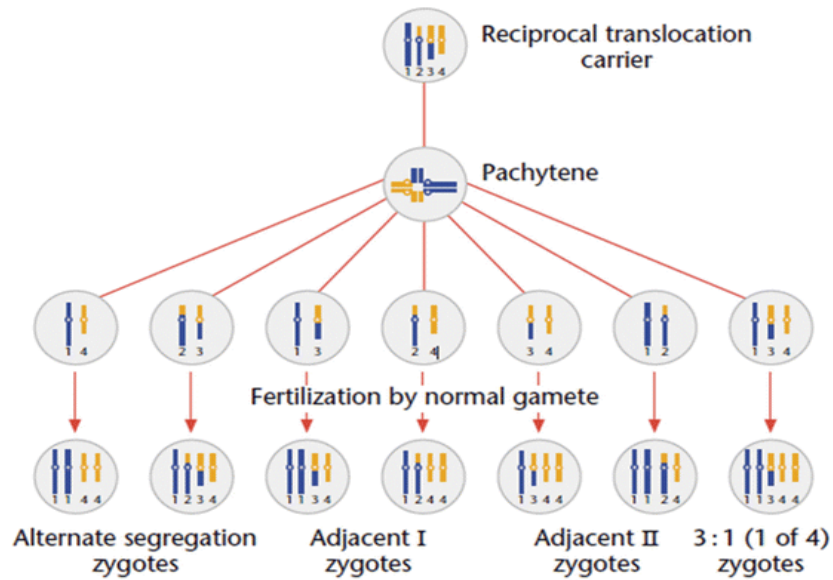 Reciprocal translocation
carrier
1 2 3 4
Pachytene
1 4
2 3
1 3
2 4
3 4
1 2
1 3 4
Fertilization by normal gamete
1 1 4 4
1 2 3 4
1 1 3 4
1 2 4 4
1 3 4 4
1 1 2 4
1 1 3 4 4
Alternate segregation
zygotes
Adjacent I
zygotes
Adjacent II
zygotes
3:1 (1 of 4)
zygotes